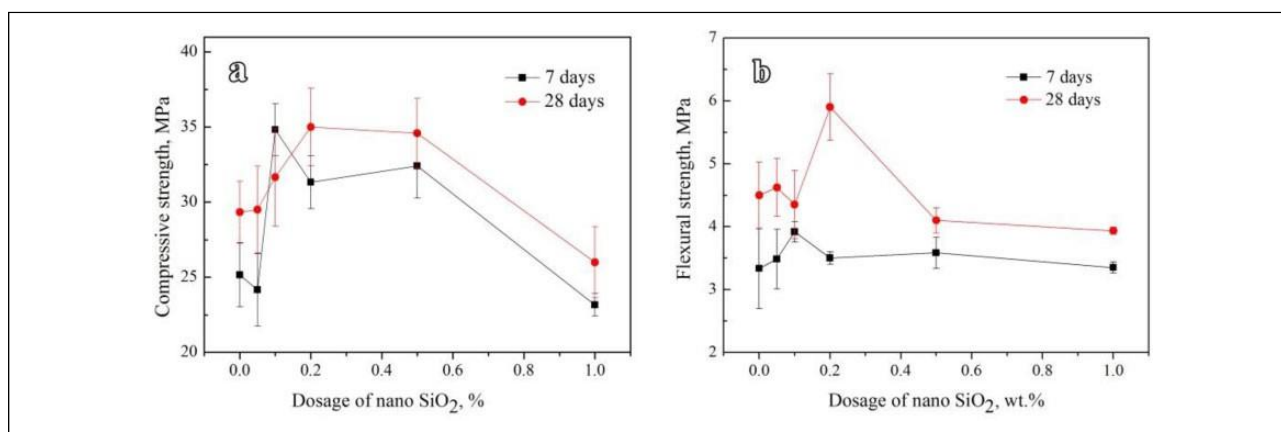 a
40
35
30
25
20
Compressive strength, MPa
7 days
28 days
0.0 0.2 0.4 0.6 0.8 1.0
Dosage of nano SiO₂, %
b
7
6
5
4
3
2
Flexural strength, MPa
7 days
28 days
0.0 0.2 0.4 0.6 0.8 1.0
Dosage of nano SiO₂, wt.%